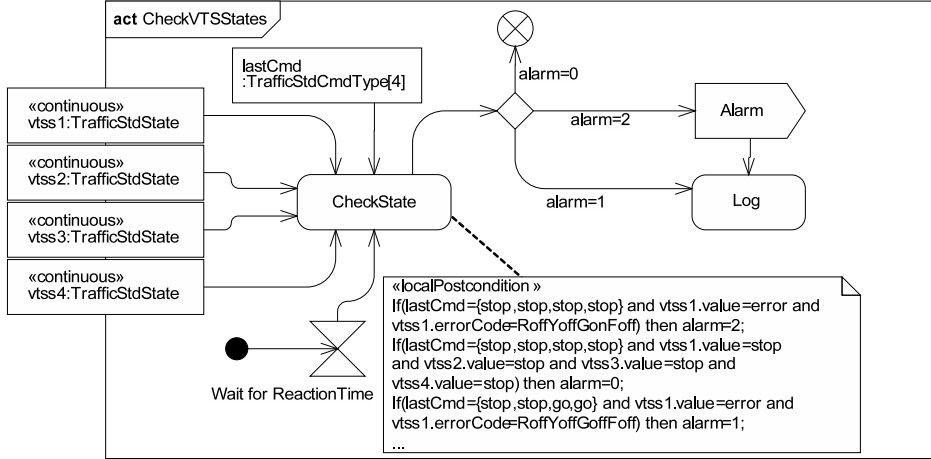 act CheckVTSStates
lastCmd
:TrafficStdCmdType[4]
alarm=0
«continuous»
vtss1:TrafficStdState
alarm=2
Alarm
«continuous»
vtss2:TrafficStdState
CheckState
alarm=1
Log
«continuous»
vtss3:TrafficStdState
«continuous»
vtss4:TrafficStdState
Wait for ReactionTime
«localPostcondition »
If(lastCmd={stop,stop,stop,stop} and vtss1.value=error and
vtss1.errorCode=RoffYoffGonFoff) then alarm=2;
If(lastCmd={stop,stop,stop,stop} and vtss1.value=stop
and vtss2.value=stop and vtss3.value=stop and
vtss4.value=stop) then alarm=0;
If(lastCmd={stop,stop,go,go} and vtss1.value=error and
vtss1.errorCode=RoffYoffGoffFoff) then alarm=1;
...